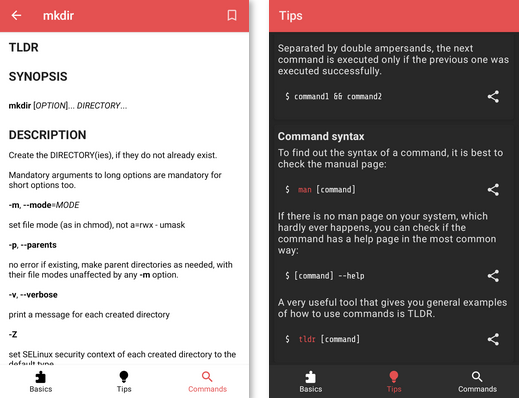 mkdir
TLDR
SYNOPSIS
mkdir [OPTION]... DIRECTORY...
DESCRIPTION
Create the DIRECTORY(ies), if they do not already exist.
Mandatory arguments to long options are mandatory for
short options too.
-m, --mode=MODE
set file mode (as in chmod), not a=rwx - umask
-p, --parents
no error if existing, make parent directories as needed, with
their file modes unaffected by any -m option.
-v, --verbose
print a message for each created directory
-Z
set SELinux security context of each created directory to the
default type
Basics
Tips
Commands
Tips
Separated by double ampersands, the next
command is executed only if the previous one was
executed successfully.
$ command1 && command2
Command syntax
To find out the syntax of a command, it is best to
check the manual page:
$ man [command]
If there is no man page on your system, which
hardly ever happens, you can check if the
command has a help page in the most common
way:
$ [command] --help
A very useful tool that gives you general examples
of how to use commands is TLDR.
$ tldr [command]
Basics
Tips
Commands